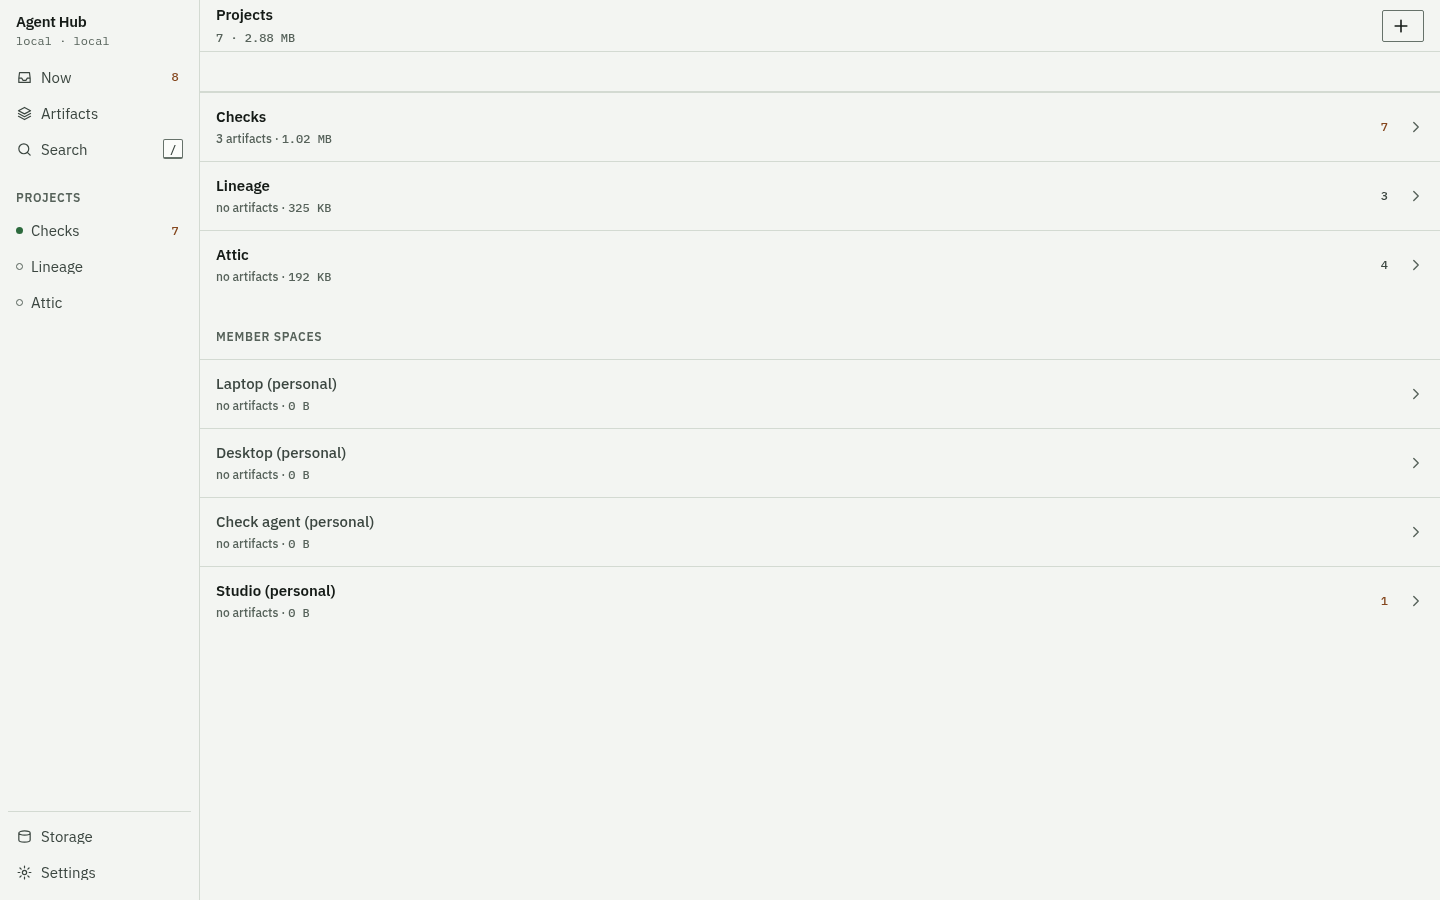 Agent Hub
local · local
Now 8
Artifacts
Search /
PROJECTS
Checks 7
Lineage
Attic
Storage
Settings
Projects
7 · 2.88 MB
Checks
3 artifacts · 1.02 MB
7
Lineage
no artifacts · 325 KB
3
Attic
no artifacts · 192 KB
4
MEMBER SPACES
Laptop (personal)
no artifacts · 0 B
Desktop (personal)
no artifacts · 0 B
Check agent (personal)
no artifacts · 0 B
Studio (personal)
no artifacts · 0 B
1